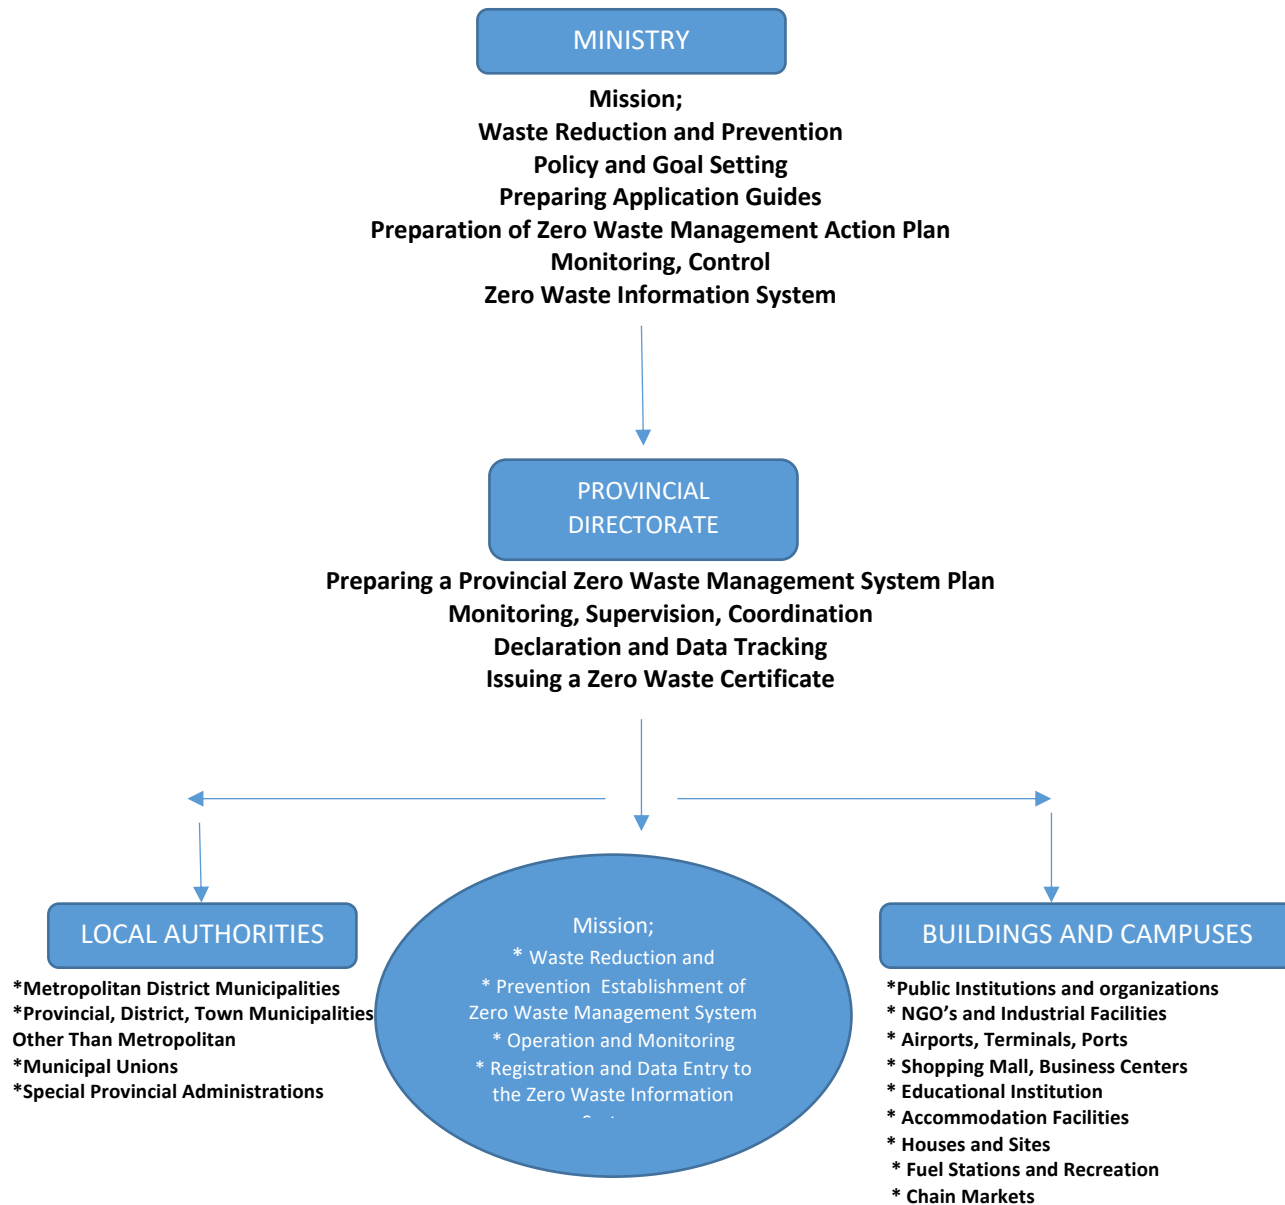 MINISTRY
Mission;
Waste Reduction and Prevention
Policy and Goal Setting
Preparing Application Guides
Preparation of Zero Waste Management Action Plan
Monitoring, Control
Zero Waste Information System
PROVINCIAL
DIRECTORATE
Preparing a Provincial Zero Waste Management System Plan
Monitoring, Supervision, Coordination
Declaration and Data Tracking
Issuing a Zero Waste Certificate
LOCAL AUTHORITIES
*Metropolitan District Municipalities
*Provincial, District, Town Municipalities
Other Than Metropolitan
*Municipal Unions
*Special Provincial Administrations
Mission;
* Waste Reduction and
* Prevention Establishment of
Zero Waste Management System
* Operation and Monitoring
* Registration and Data Entry to
the Zero Waste Information
BUILDINGS AND CAMPUSES
*Public Institutions and organizations
* NGO's and Industrial Facilities
* Airports, Terminals, Ports
* Shopping Mall, Business Centers
* Educational Institution
* Accommodation Facilities
* Houses and Sites
* Fuel Stations and Recreation
* Chain Markets